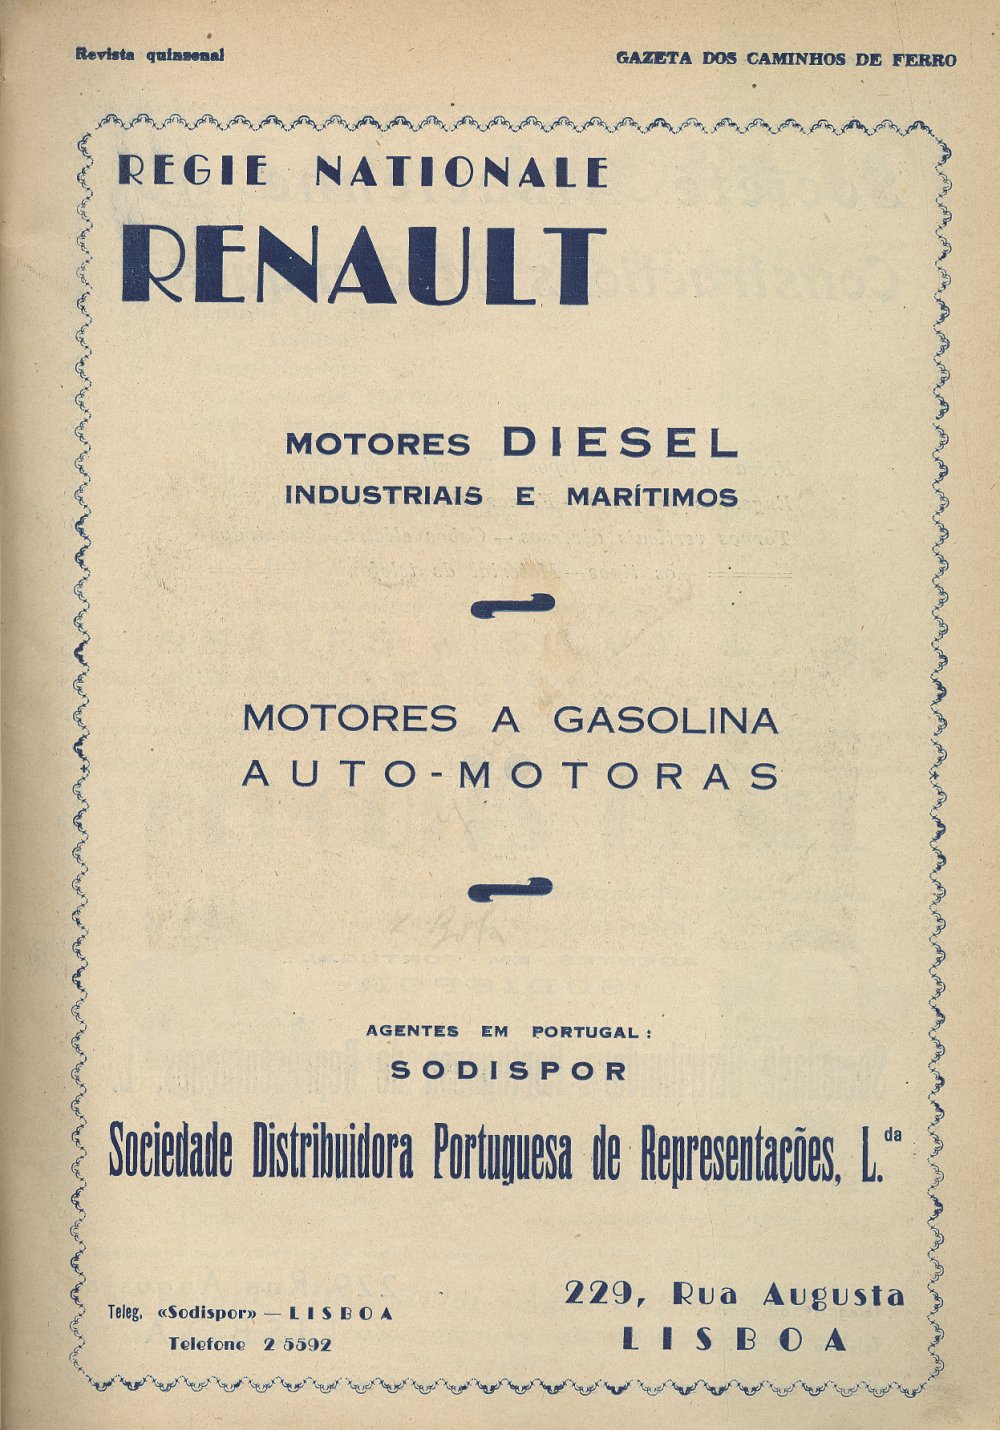 Revista quinzenal
GAZETA DOS CAMINHOS DE FERRO
REGIE NATIONALE
RENAULT
MOTORES DIESEL
INDUSTRIAIS E MARÍTIMOS
MOTORES A GASOLINA
AUTO-MOTORAS
AGENTES EM PORTUGAL:
SODISPOR
Sociedade Distribuidora Portuguesa de Representações, L.da
Teleg. «Sodispor» — LISBOA
Telefone 2 5592
229, Rua Augusta
LISBOA